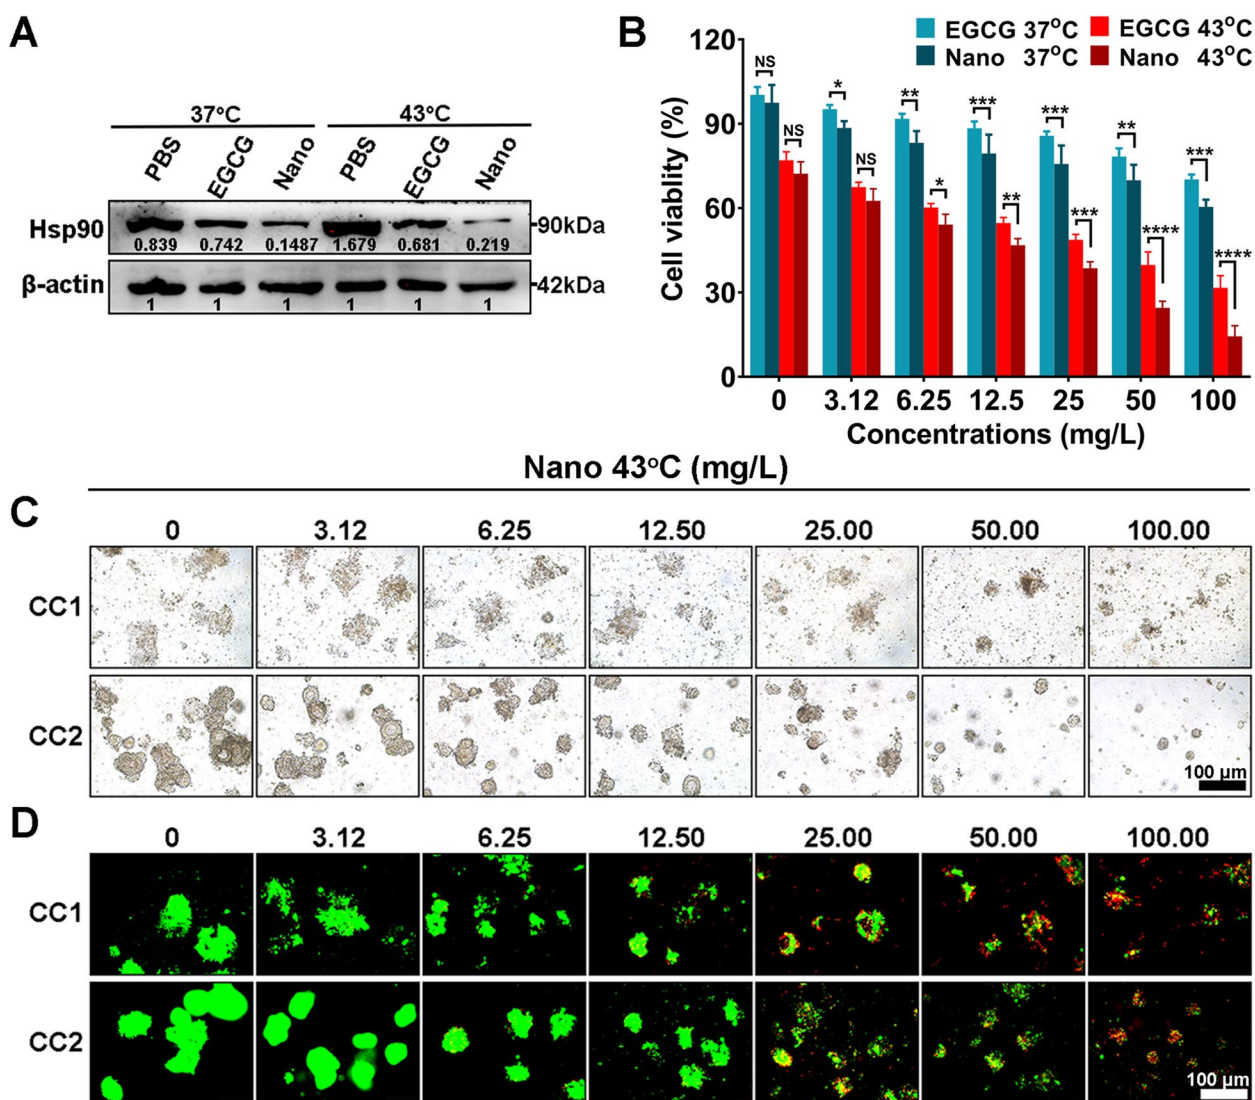 A
37°C 43°C
PBS EGCG Nano PBS EGCG Nano
Hsp90
0.839 0.742 0.1487 1.679 0.681 0.219
90kDa
β-actin
1 1 1 1 1 1
42kDa
B
EGCG 37°C EGCG 43°C
Nano 37°C Nano 43°C
Cell viablity (%)
120
90
60
30
0
NS * ** *** *** ** ***
NS NS * ** *** **** ****
0 3.12 6.25 12.5 25 50 100
Concentrations (mg/L)
Nano 43°C (mg/L)
C
0 3.12 6.25 12.50 25.00 50.00 100.00
CC1
CC2
100 μm
D
0 3.12 6.25 12.50 25.00 50.00 100.00
CC1
CC2
100 μm